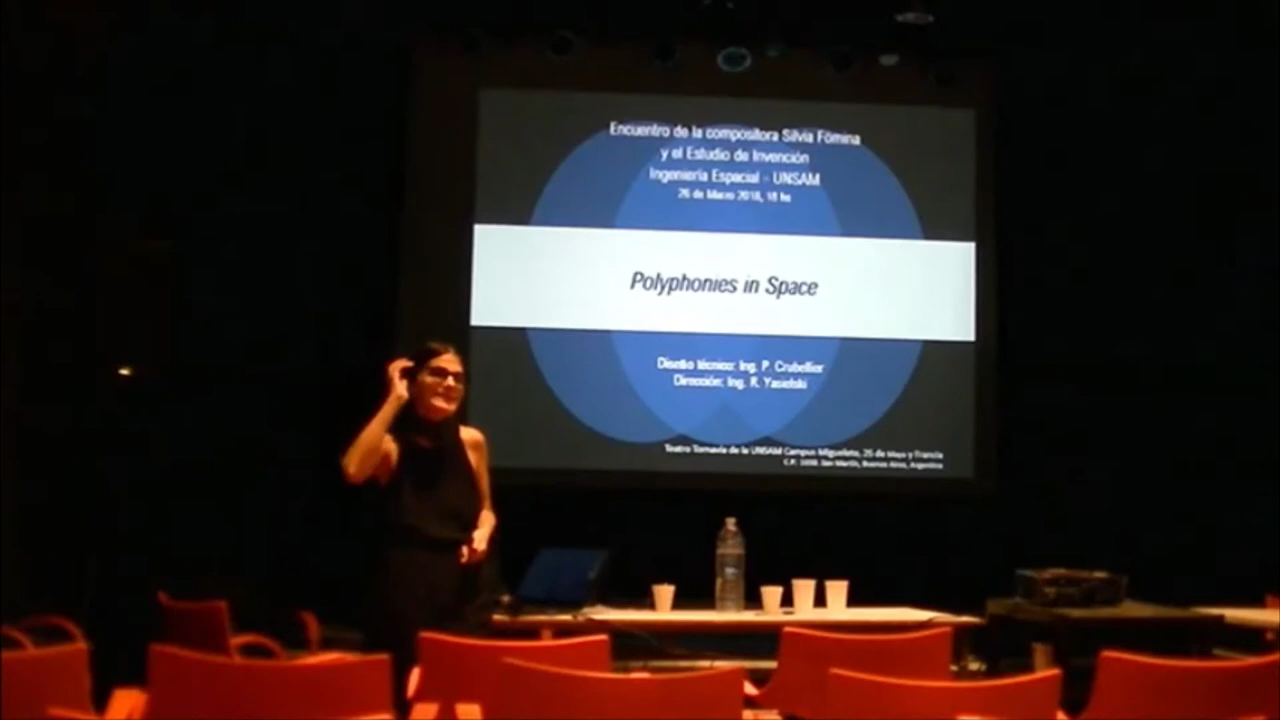 Encuentro de la compositora Silvia Fómina
y el Estudio de Invención
Ingeniería Espacial - UNSAM
26 de Marzo 2018, 18 hs
Polyphonies in Space
Diseño técnico: Ing. P. Crubellier
Dirección: Ing. R. Yasielski
Teatro Tornavía de la UNSAM Campus Miguelete, 25 de Mayo y Francia
C.P. 1650. San Martín, Buenos Aires, Argentina